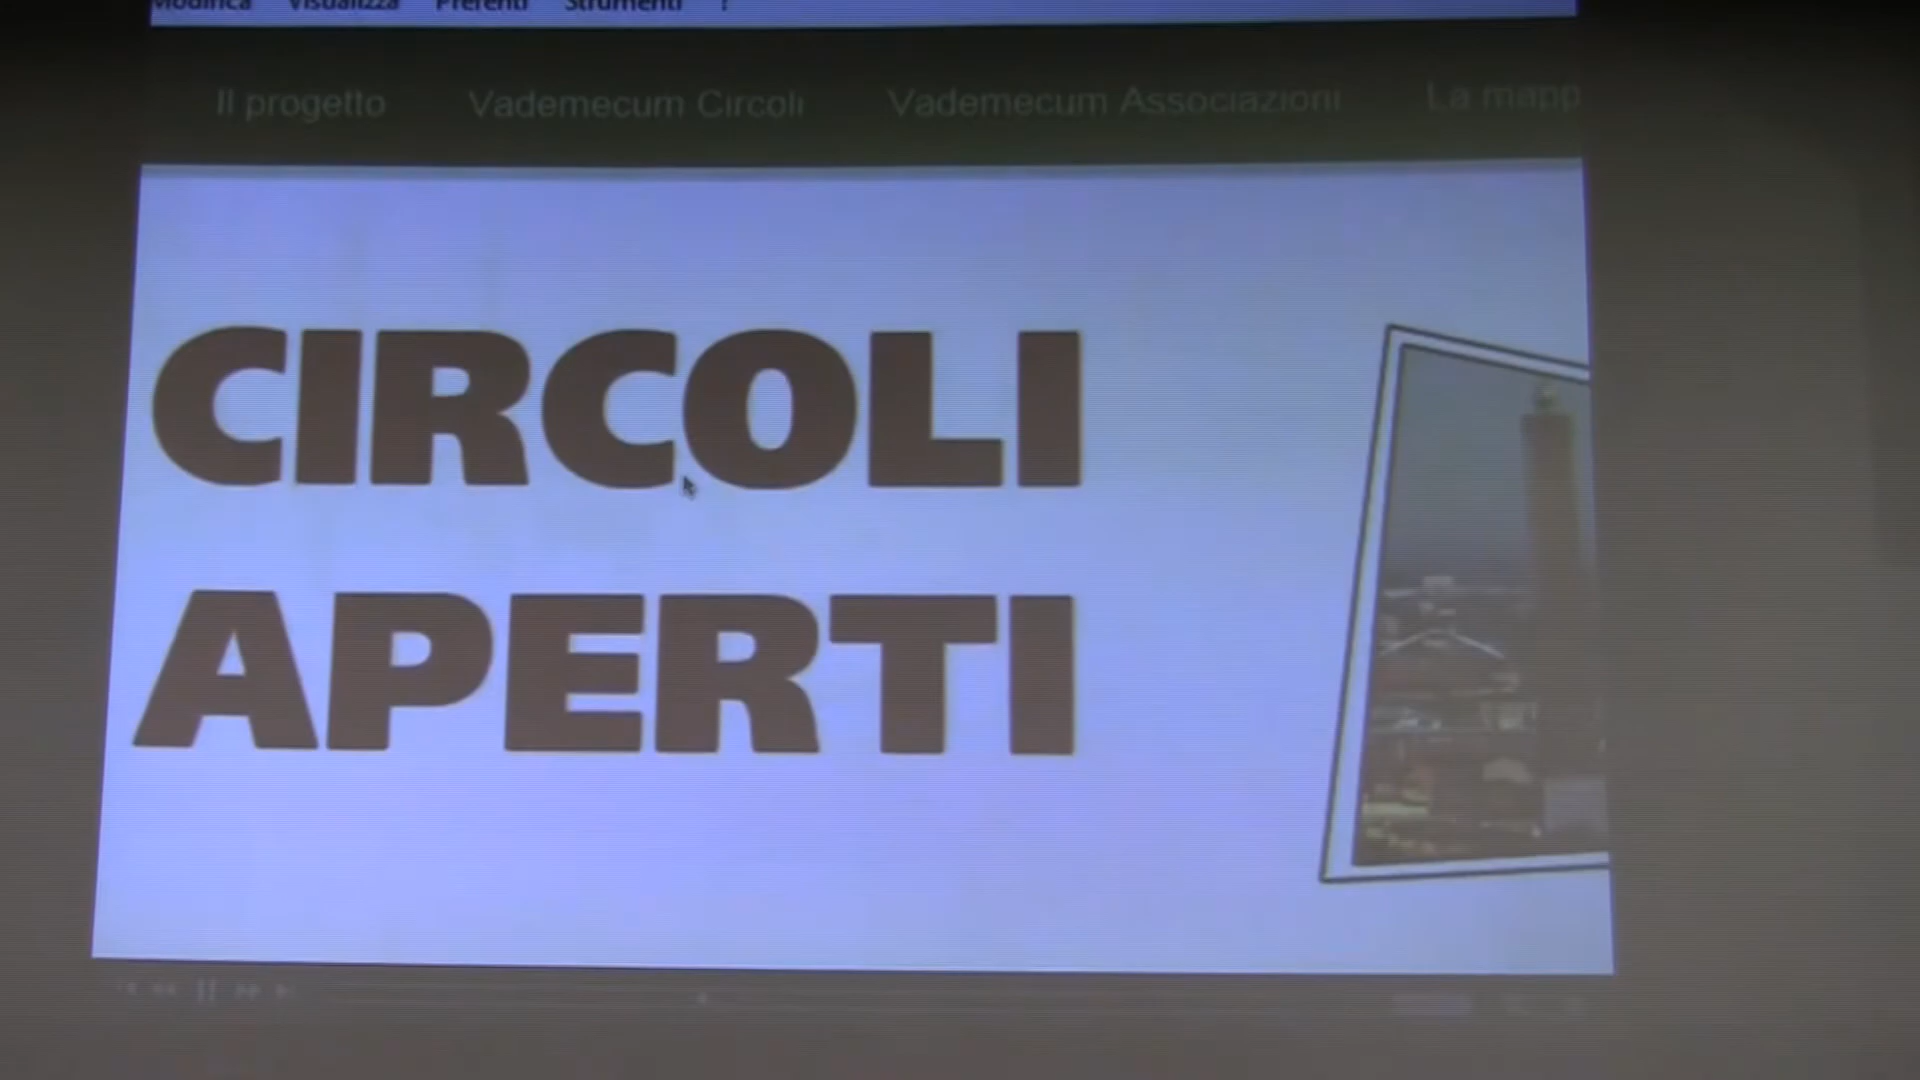 Modifica Visualizza Preferiti Strumenti ?
Il progetto Vademecum Circoli Vademecum Associazioni La mapp
CIRCOLI
APERTI